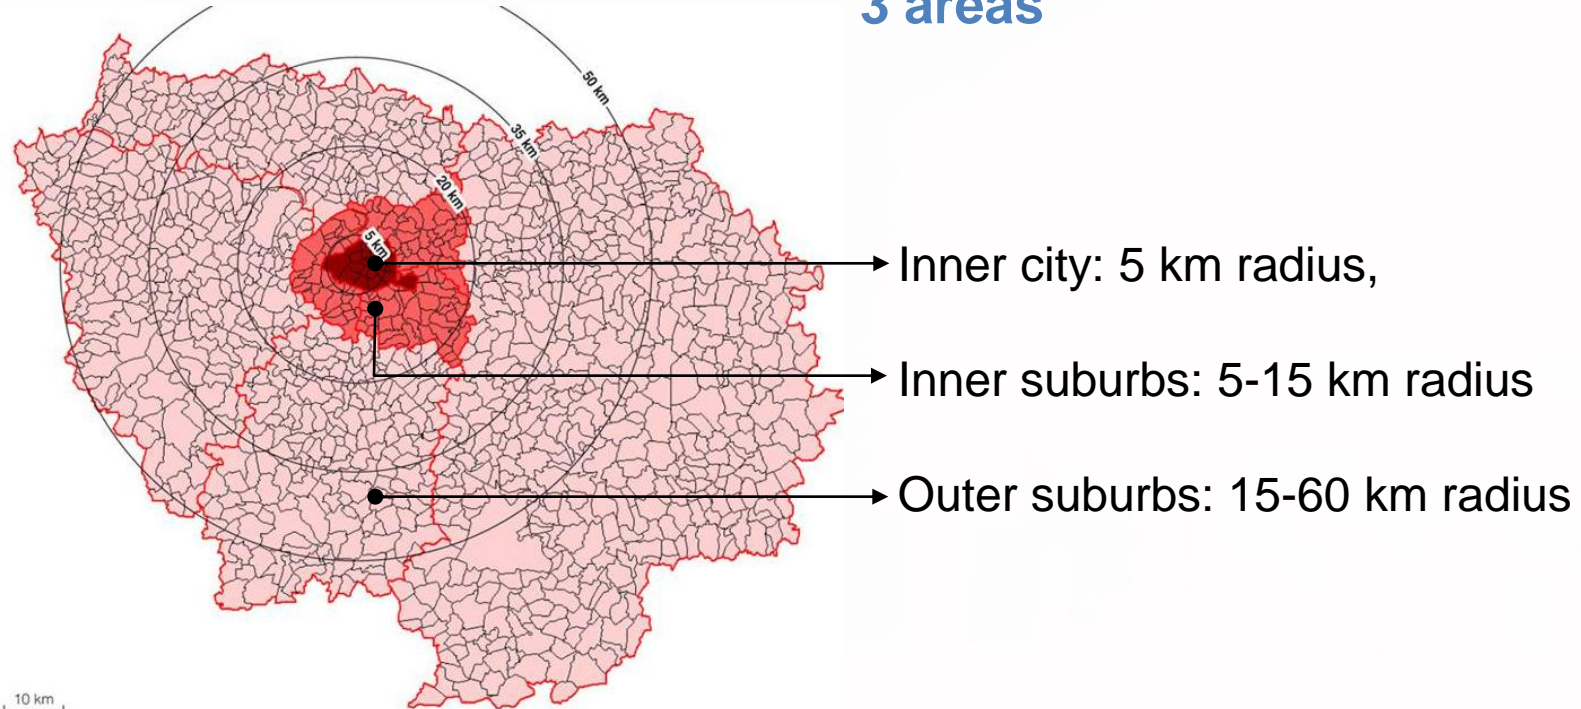 3 areas
50 km
35 km
20 km
5 km
Inner city: 5 km radius,
Inner suburbs: 5-15 km radius
Outer suburbs: 15-60 km radius
10 km